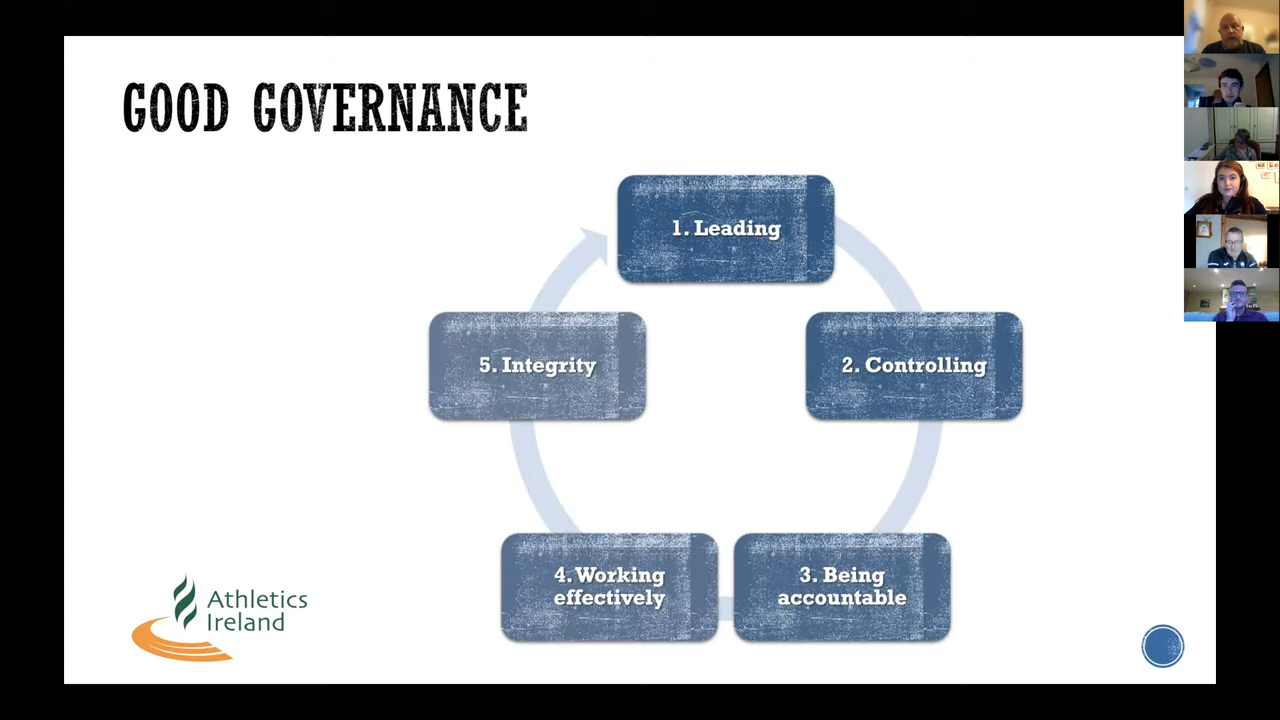 GOOD GOVERNANCE
1. Leading
2. Controlling
3. Being
accountable
4. Working
effectively
5. Integrity
Athletics
Ireland